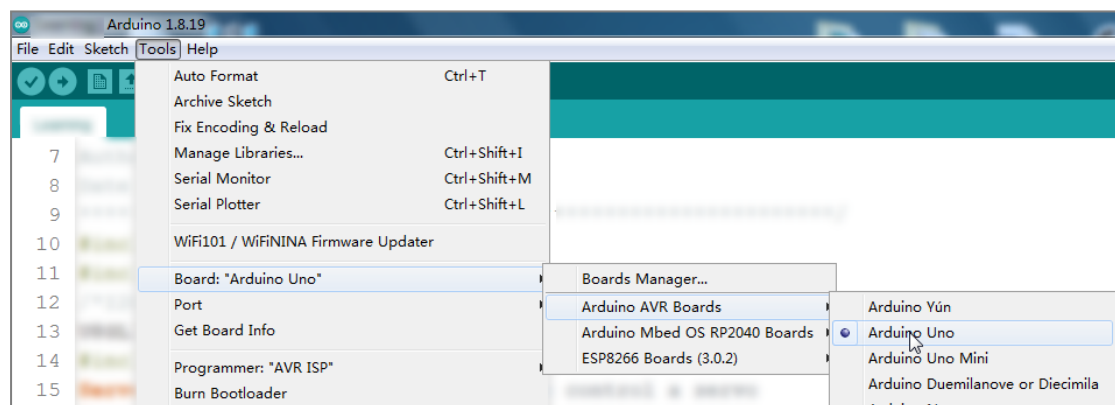 Arduino 1.8.19
File Edit Sketch Tools Help
Auto Format Ctrl+T
Archive Sketch
Fix Encoding & Reload
Manage Libraries... Ctrl+Shift+I
Serial Monitor Ctrl+Shift+M
Serial Plotter Ctrl+Shift+L
WiFi101 / WiFiNINA Firmware Updater
Board: "Arduino Uno"
Port
Get Board Info
Programmer: "AVR ISP"
Burn Bootloader
Boards Manager...
Arduino AVR Boards
Arduino Mbed OS RP2040 Boards
ESP8266 Boards (3.0.2)
Arduino Yún
Arduino Uno
Arduino Uno Mini
Arduino Duemilanove or Diecimila
7
8
9
10
11
12
13
14
15